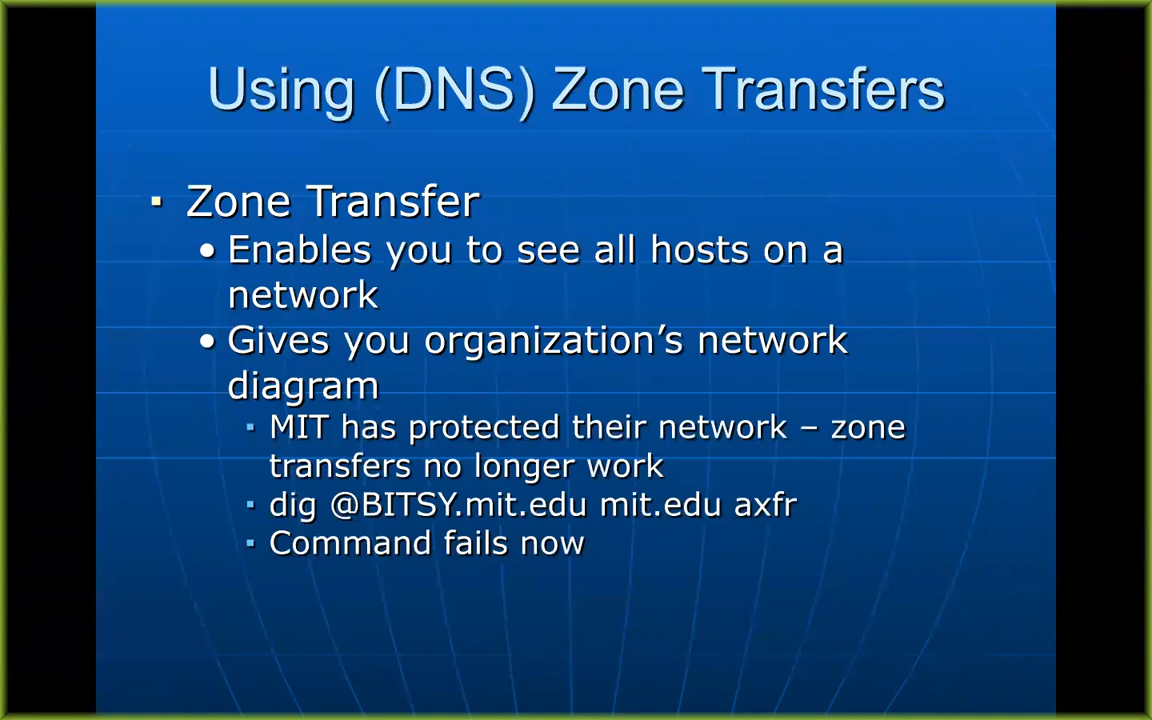 Using (DNS) Zone Transfers
▪ Zone Transfer
• Enables you to see all hosts on a
network
• Gives you organization’s network
diagram
▪ MIT has protected their network – zone
transfers no longer work
▪ dig @BITSY.mit.edu mit.edu axfr
▪ Command fails now